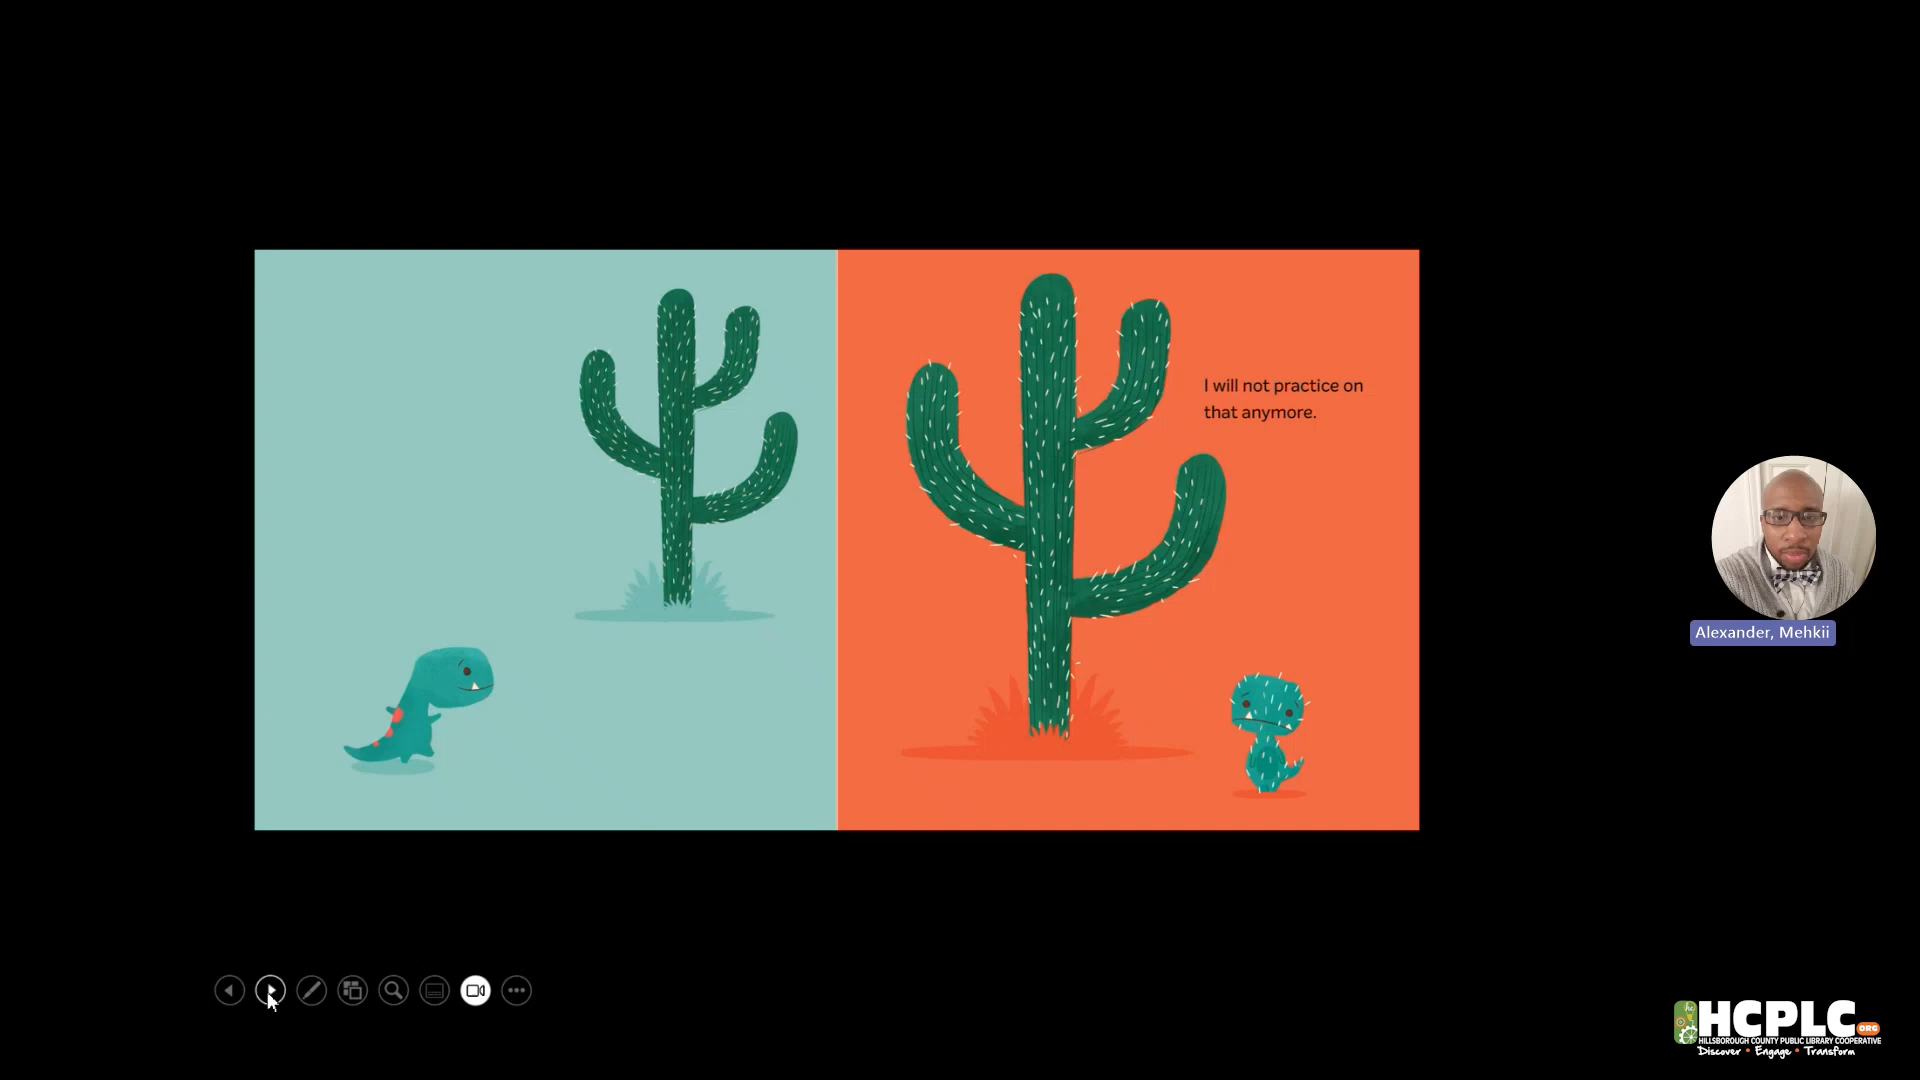 I will not practice on
that anymore.
Alexander, Mehkii
HCPLC.ORG
HILLSBOROUGH COUNTY PUBLIC LIBRARY COOPERATIVE
Discover • Engage • Transform